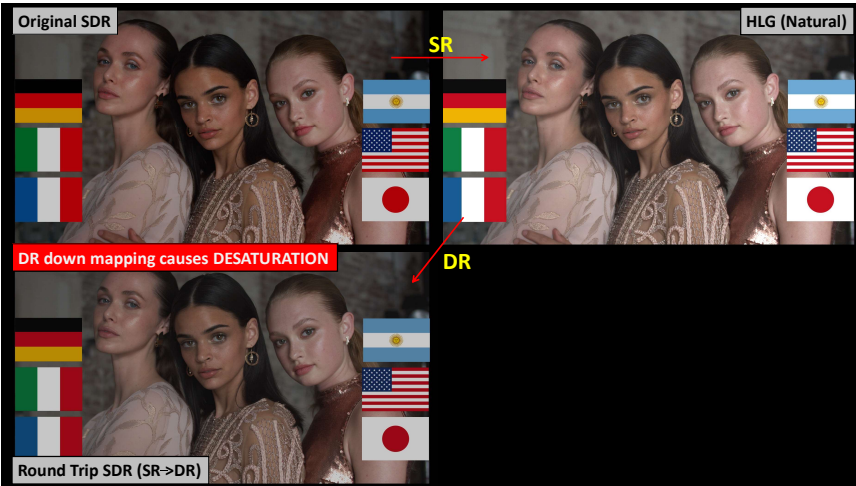 Original SDR
SR
HLG (Natural)
DR down mapping causes DESATURATION
DR
Round Trip SDR (SR→DR)